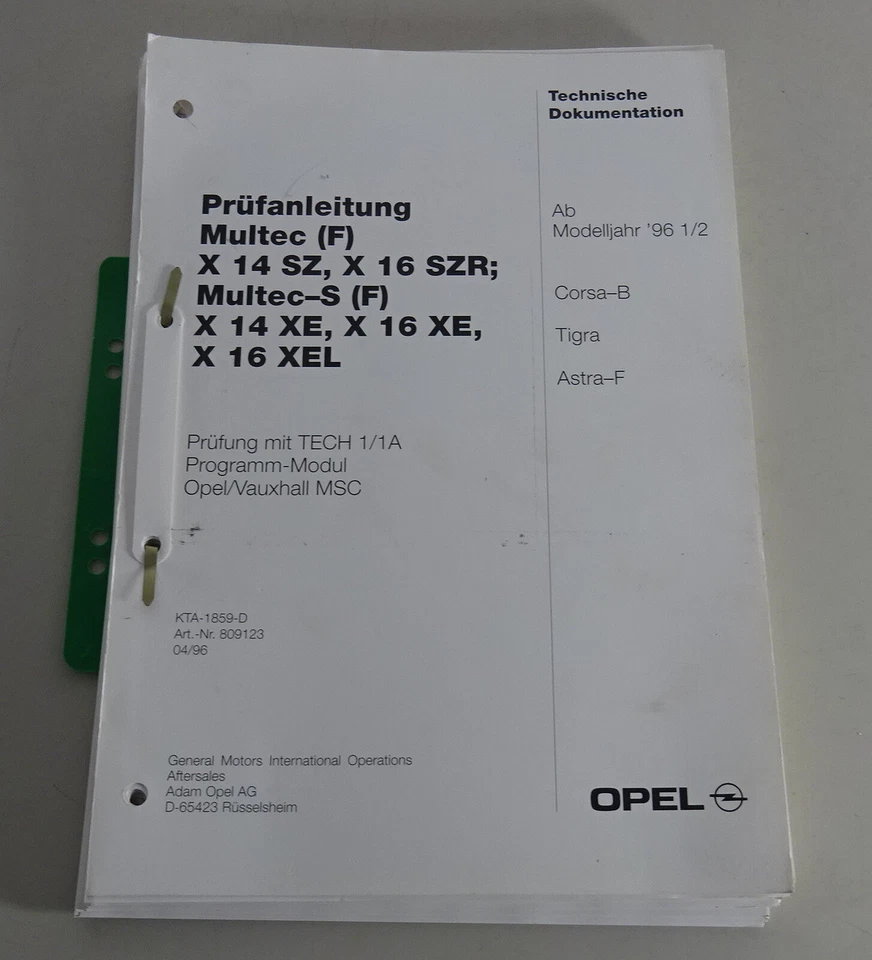 Technische
Dokumentation
Prüfanleitung
Multec (F)
X 14 SZ, X 16 SZR;
Multec–S (F)
X 14 XE, X 16 XE,
X 16 XEL
Ab
Modelljahr '96 1/2
Corsa–B
Tigra
Astra–F
Prüfung mit TECH 1/1A
Programm-Modul
Opel/Vauxhall MSC
KTA-1859-D
Art.-Nr. 809123
04/96
General Motors International Operations
Aftersales
Adam Opel AG
D-65423 Rüsselsheim
OPEL